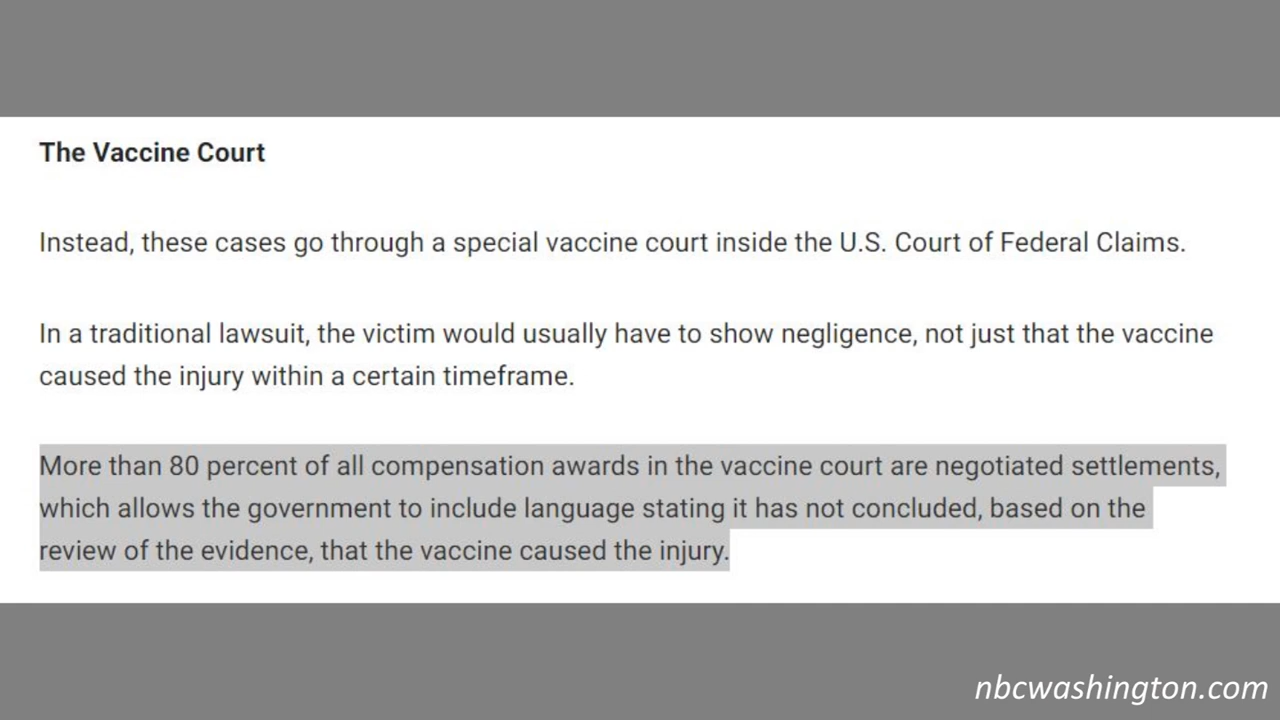 The Vaccine Court
Instead, these cases go through a special vaccine court inside the U.S. Court of Federal Claims.
In a traditional lawsuit, the victim would usually have to show negligence, not just that the vaccine
caused the injury within a certain timeframe.
More than 80 percent of all compensation awards in the vaccine court are negotiated settlements,
which allows the government to include language stating it has not concluded, based on the
review of the evidence, that the vaccine caused the injury.
nbcwashington.com